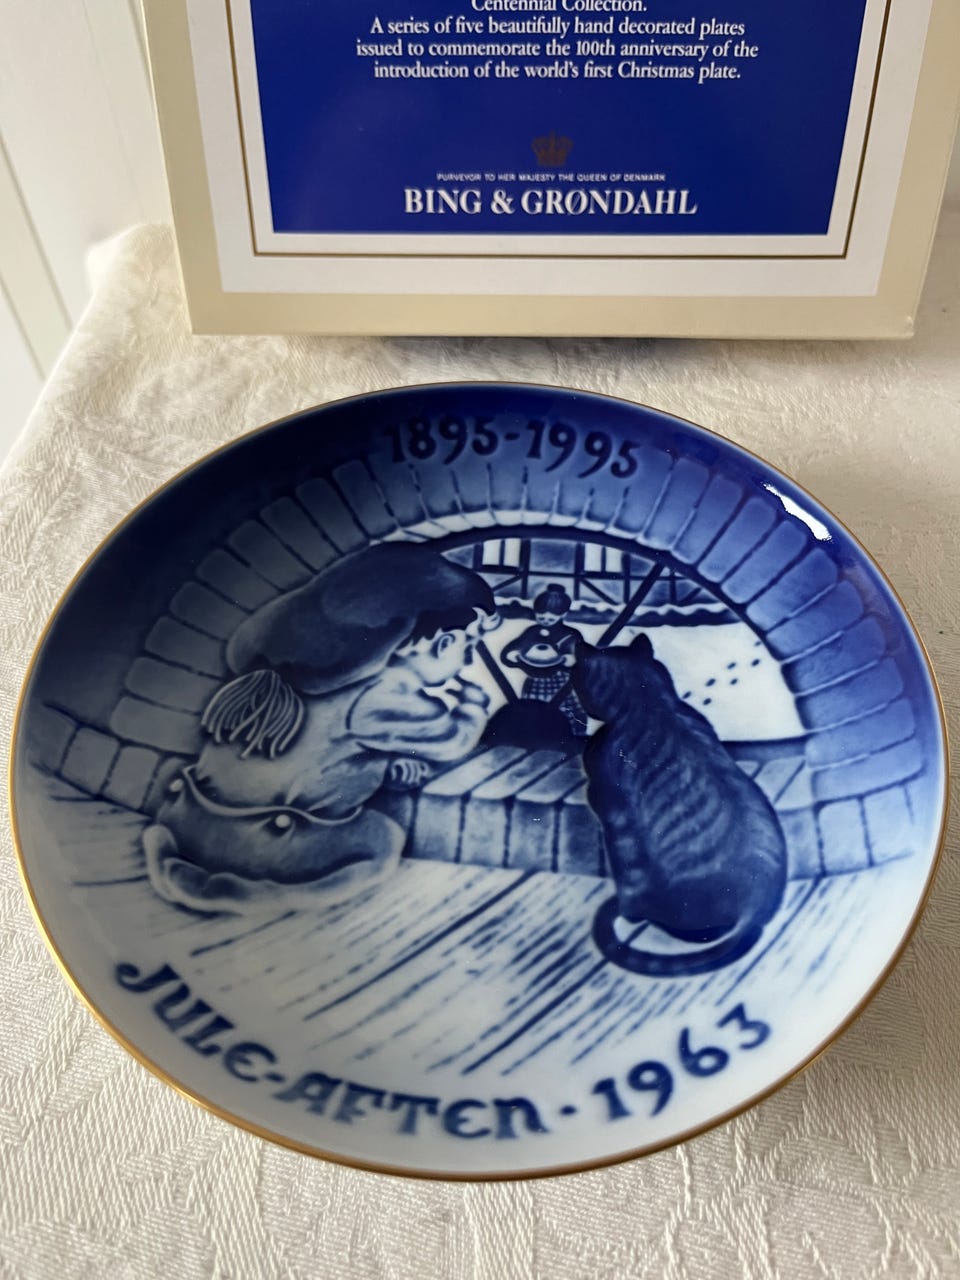 Centennial Collection.
A series of five beautifully hand decorated plates
issued to commemorate the 100th anniversary of the
introduction of the world's first Christmas plate.
PURVEYOR TO HER MAJESTY THE QUEEN OF DENMARK
BING & GRØNDAHL
1895-1995
JULE-AFTEN·1963